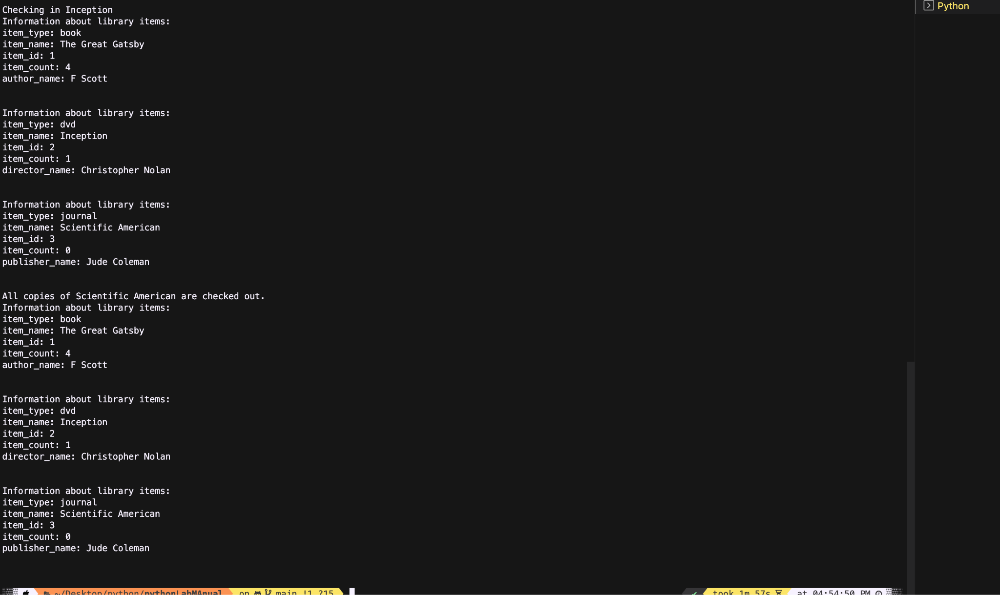 Checking in Inception
Python
Information about library items:
item_type: book
item_name: The Great Gatsby
item_id: 1
item_count: 4
author_name: F Scott
Information about library items:
item_type: dvd
item_name: Inception
item_id: 2
item_count: 1
director_name: Christopher Nolan
Information about library items:
item_type: journal
item_name: Scientific American
item_id: 3
item_count: 0
publisher_name: Jude Coleman
All copies of Scientific American are checked out.
Information about library items:
item_type: book
item_name: The Great Gatsby
item_id: 1
item_count: 4
author_name: F Scott
Information about library items:
item_type: dvd
item_name: Inception
item_id: 2
item_count: 1
director_name: Christopher Nolan
Information about library items:
item_type: journal
item_name: Scientific American
item_id: 3
item_count: 0
publisher_name: Jude Coleman
~/Desktop/python/pythonLabMAnual on main !1 ?15 took 1m 57s at 04:54:50 PM